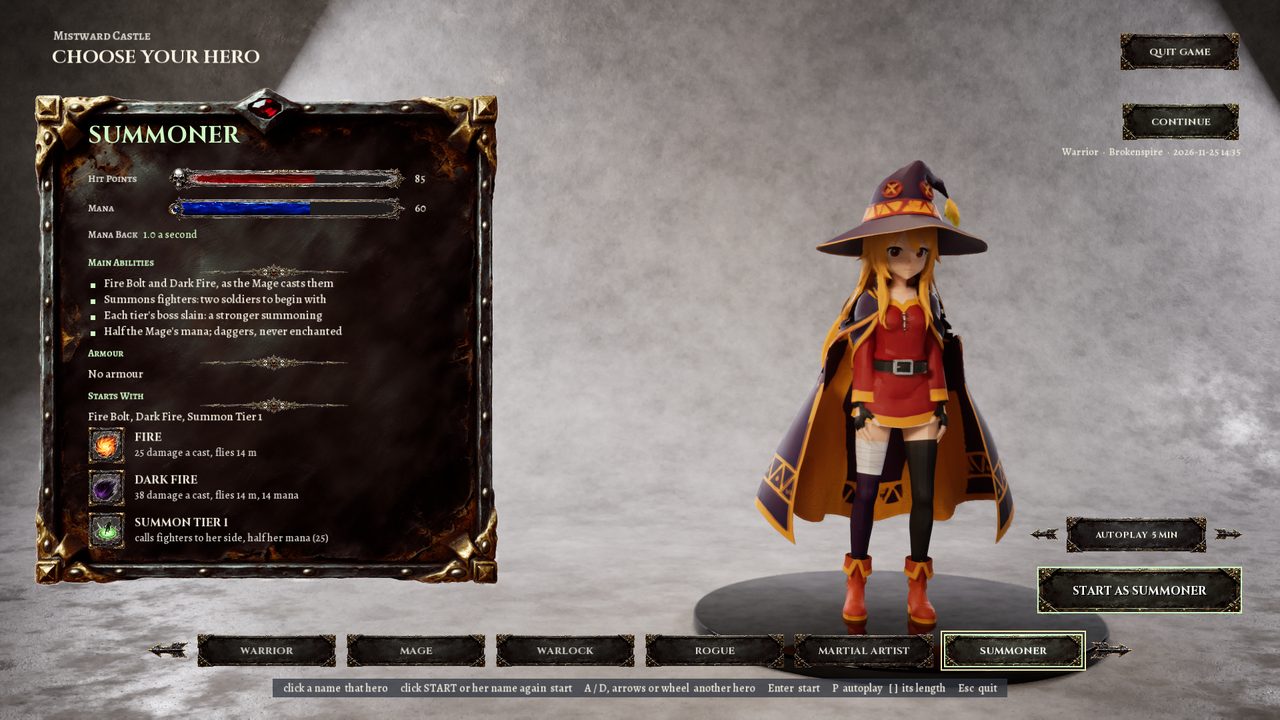 Mistward Castle
CHOOSE YOUR HERO
QUIT GAME
CONTINUE
Warrior · Brokenspire · 2026-11-25 14:35
SUMMONER
Hit Points 85
Mana 60
Mana Back 1.0 a second
Main Abilities
Fire Bolt and Dark Fire, as the Mage casts them
Summons fighters: two soldiers to begin with
Each tier's boss slain: a stronger summoning
Half the Mage's mana; daggers, never enchanted
Armour
No armour
Starts With
Fire Bolt, Dark Fire, Summon Tier 1
FIRE
25 damage a cast, flies 14 m
DARK FIRE
38 damage a cast, flies 14 m, 14 mana
SUMMON TIER 1
calls fighters to her side, half her mana (25)
AUTOPLAY 5 MIN
START AS SUMMONER
WARRIOR MAGE WARLOCK ROGUE MARTIAL ARTIST SUMMONER
click a name that hero click START or her name again start A / D, arrows or wheel another hero Enter start P autoplay [ ] its length Esc quit